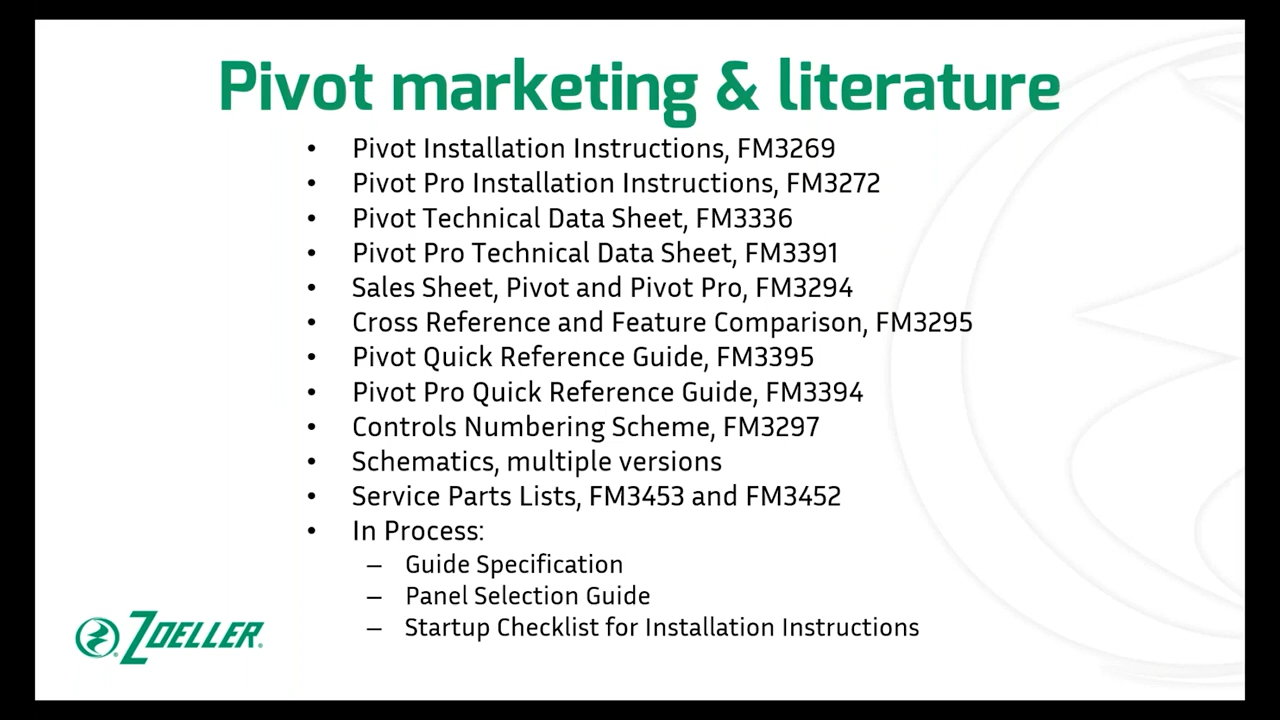 Pivot marketing & literature
• Pivot Installation Instructions, FM3269
• Pivot Pro Installation Instructions, FM3272
• Pivot Technical Data Sheet, FM3336
• Pivot Pro Technical Data Sheet, FM3391
• Sales Sheet, Pivot and Pivot Pro, FM3294
• Cross Reference and Feature Comparison, FM3295
• Pivot Quick Reference Guide, FM3395
• Pivot Pro Quick Reference Guide, FM3394
• Controls Numbering Scheme, FM3297
• Schematics, multiple versions
• Service Parts Lists, FM3453 and FM3452
• In Process:
– Guide Specification
– Panel Selection Guide
– Startup Checklist for Installation Instructions
ZOELLER®